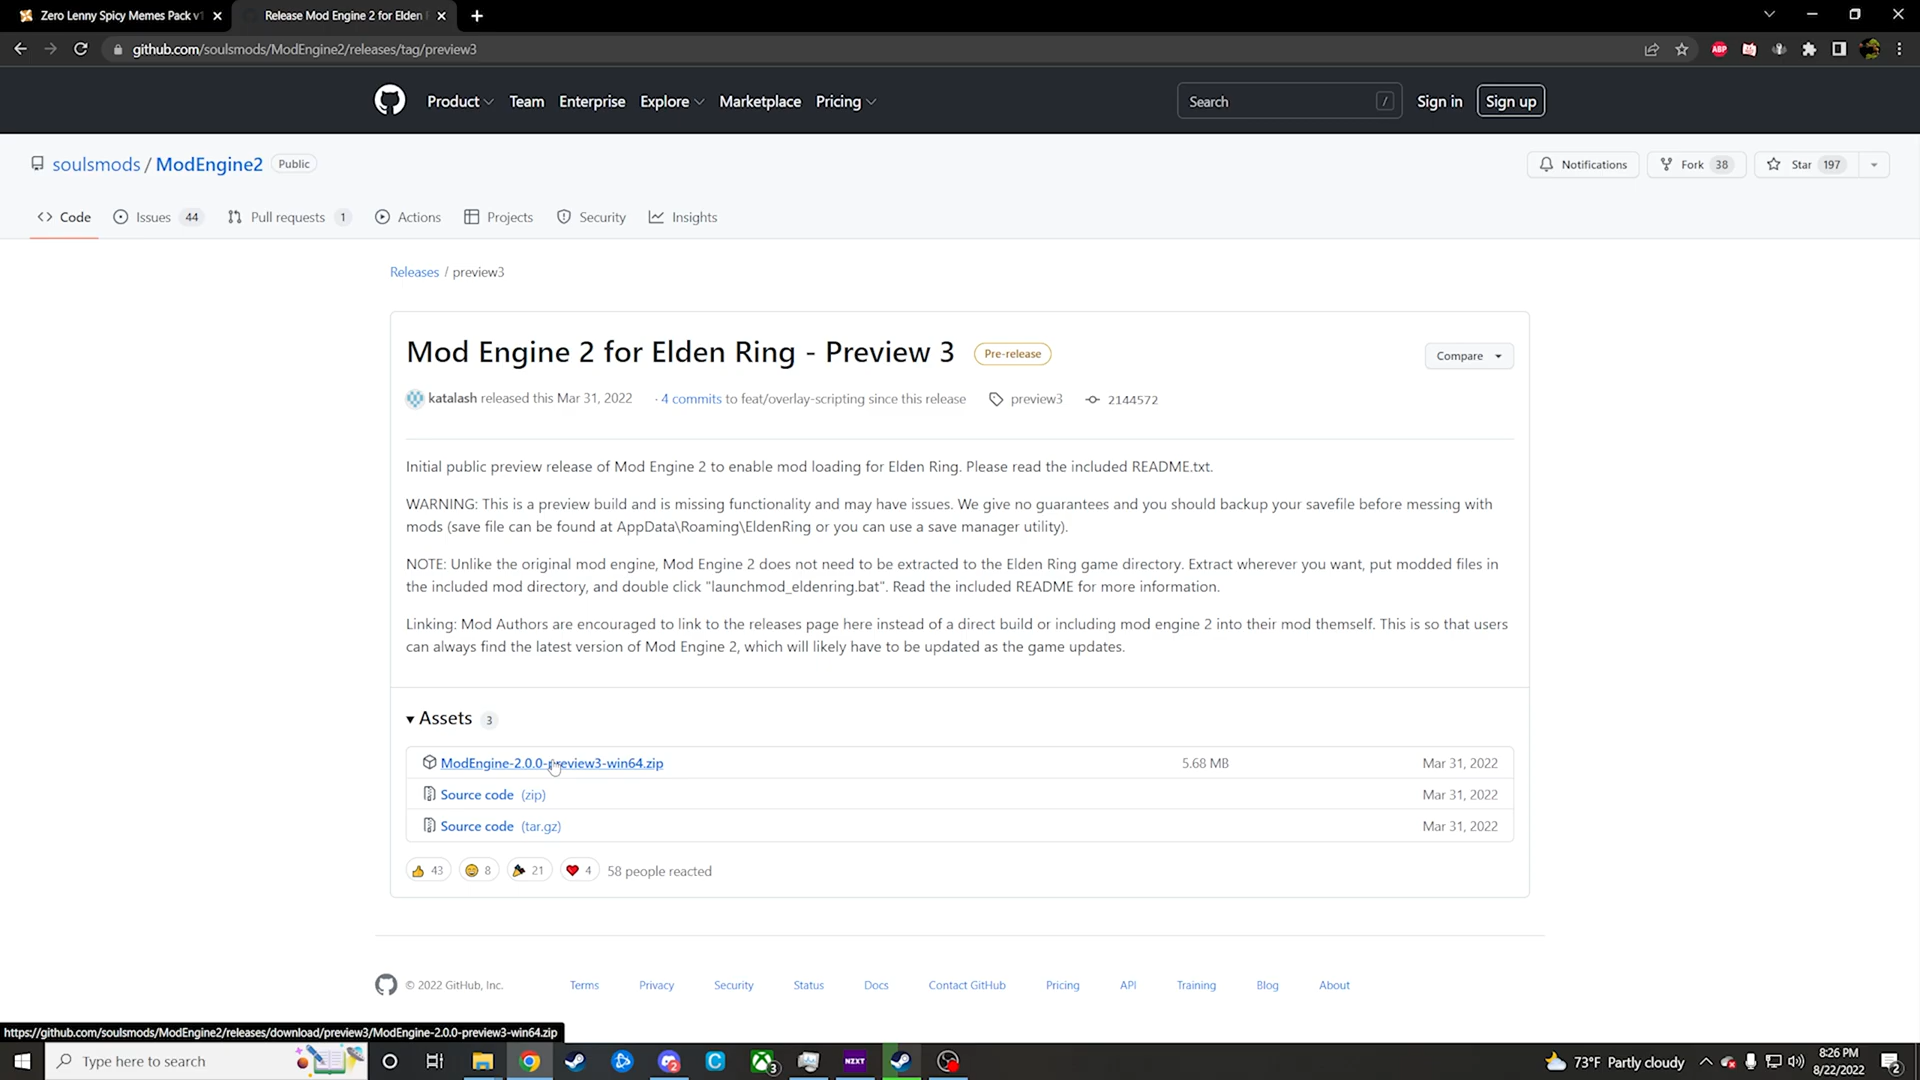 Zero Lenny Spicy Memes Pack v1
Release Mod Engine 2 for Elden R
github.com/soulsmods/ModEngine2/releases/tag/preview3
ABP
Product
Team
Enterprise
Explore
Marketplace
Pricing
Search /
Sign in
Sign up
soulsmods / ModEngine2 Public
Notifications
Fork 38
Star 197
<> Code
Issues 44
Pull requests 1
Actions
Projects
Security
Insights
Releases / preview3
Mod Engine 2 for Elden Ring - Preview 3 Pre-release
Compare
katalash released this Mar 31, 2022 · 4 commits to feat/overlay-scripting since this release preview3 2144572
Initial public preview release of Mod Engine 2 to enable mod loading for Elden Ring. Please read the included README.txt.
WARNING: This is a preview build and is missing functionality and may have issues. We give no guarantees and you should backup your savefile before messing with
mods (save file can be found at AppData\Roaming\EldenRing or you can use a save manager utility).
NOTE: Unlike the original mod engine, Mod Engine 2 does not need to be extracted to the Elden Ring game directory. Extract wherever you want, put modded files in
the included mod directory, and double click "launchmod_eldenring.bat". Read the included README for more information.
Linking: Mod Authors are encouraged to link to the releases page here instead of a direct build or including mod engine 2 into their mod themself. This is so that users
can always find the latest version of Mod Engine 2, which will likely have to be updated as the game updates.
Assets 3
ModEngine-2.0.0-preview3-win64.zip 5.68 MB Mar 31, 2022
Source code (zip) Mar 31, 2022
Source code (tar.gz) Mar 31, 2022
43 8 21 4 58 people reacted
© 2022 GitHub, Inc. Terms Privacy Security Status Docs Contact GitHub Pricing API Training Blog About
https://github.com/soulsmods/ModEngine2/releases/download/preview3/ModEngine-2.0.0-preview3-win64.zip
Type here to search
2
C
3
NZXT
73°F Partly cloudy
8:26 PM
8/22/2022
2